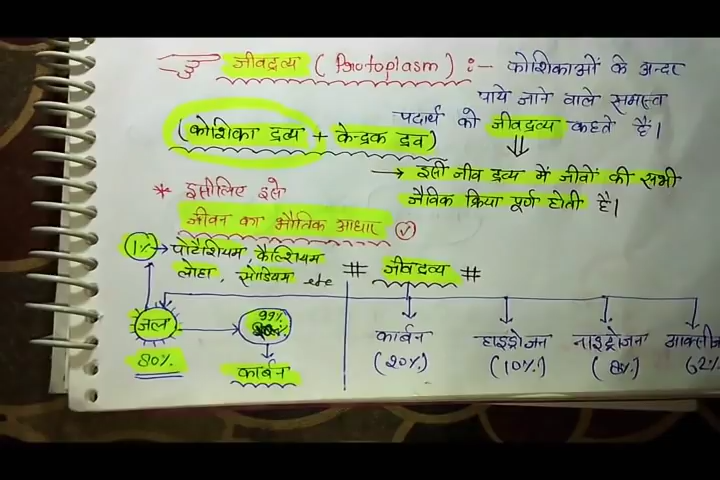 जीवद्रव्य (Protoplasm) :- कोशिकाओं के अन्दर
पाये जाने वाले समस्त
पदार्थ को जीवद्रव्य कहते हैं।
(कोशिका द्रव्य + केन्द्रक द्रव)
→ इसी जीव द्रव्य में जीवों की सभी
जैविक क्रिया पूर्ण होती है।
* इसीलिए इसे
जीवन का भौतिक आधार
1% → पोटैशियम, कैल्शियम
लोहा, सोडियम etc
# जीवद्रव्य #
जल
80%
99%
कार्बन
कार्बन
(20%)
हाइड्रोजन
(10%)
नाइट्रोजन
(8%)
62%